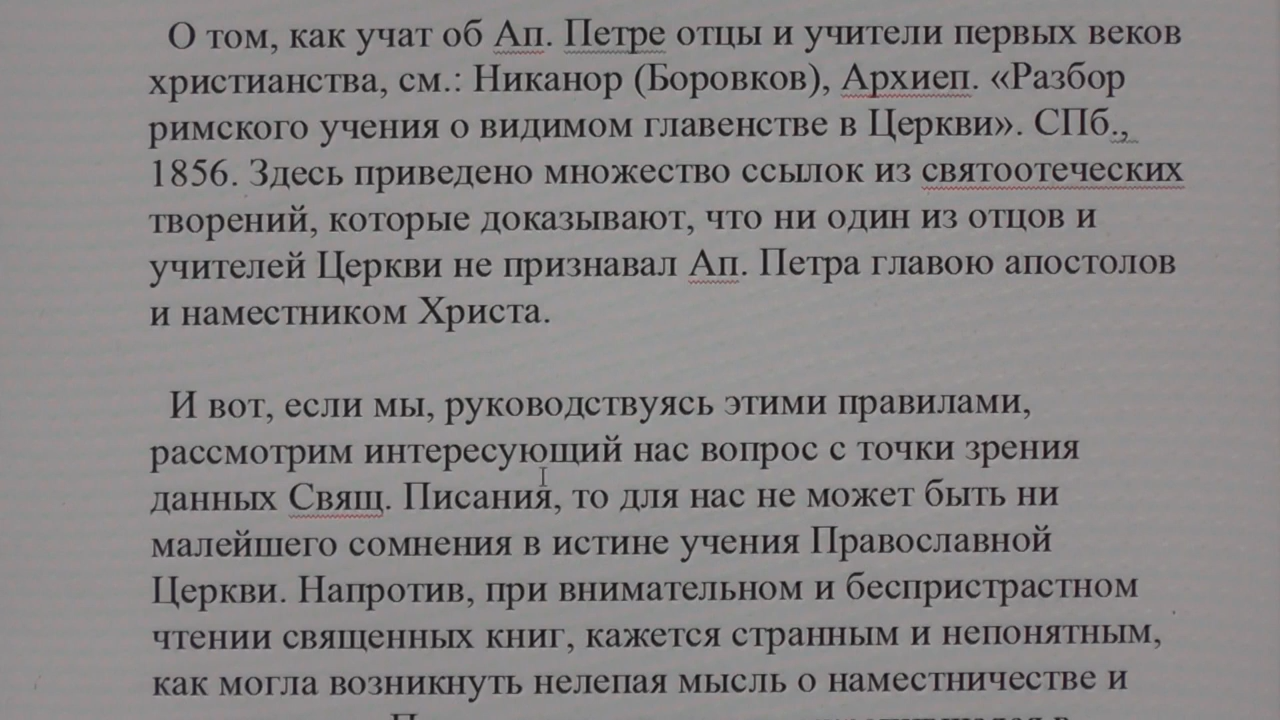 О том, как учат об Ап. Петре отцы и учители первых веков
христианства, см.: Никанор (Боровков), Архиеп. «Разбор
римского учения о видимом главенстве в Церкви». СПб.,
1856. Здесь приведено множество ссылок из святоотеческих
творений, которые доказывают, что ни один из отцов и
учителей Церкви не признавал Ап. Петра главою апостолов
и наместником Христа.
И вот, если мы, руководствуясь этими правилами,
рассмотрим интересующий нас вопрос с точки зрения
данных Свящ. Писания, то для нас не может быть ни
малейшего сомнения в истине учения Православной
Церкви. Напротив, при внимательном и беспристрастном
чтении священных книг, кажется странным и непонятным,
как могла возникнуть нелепая мысль о наместничестве и